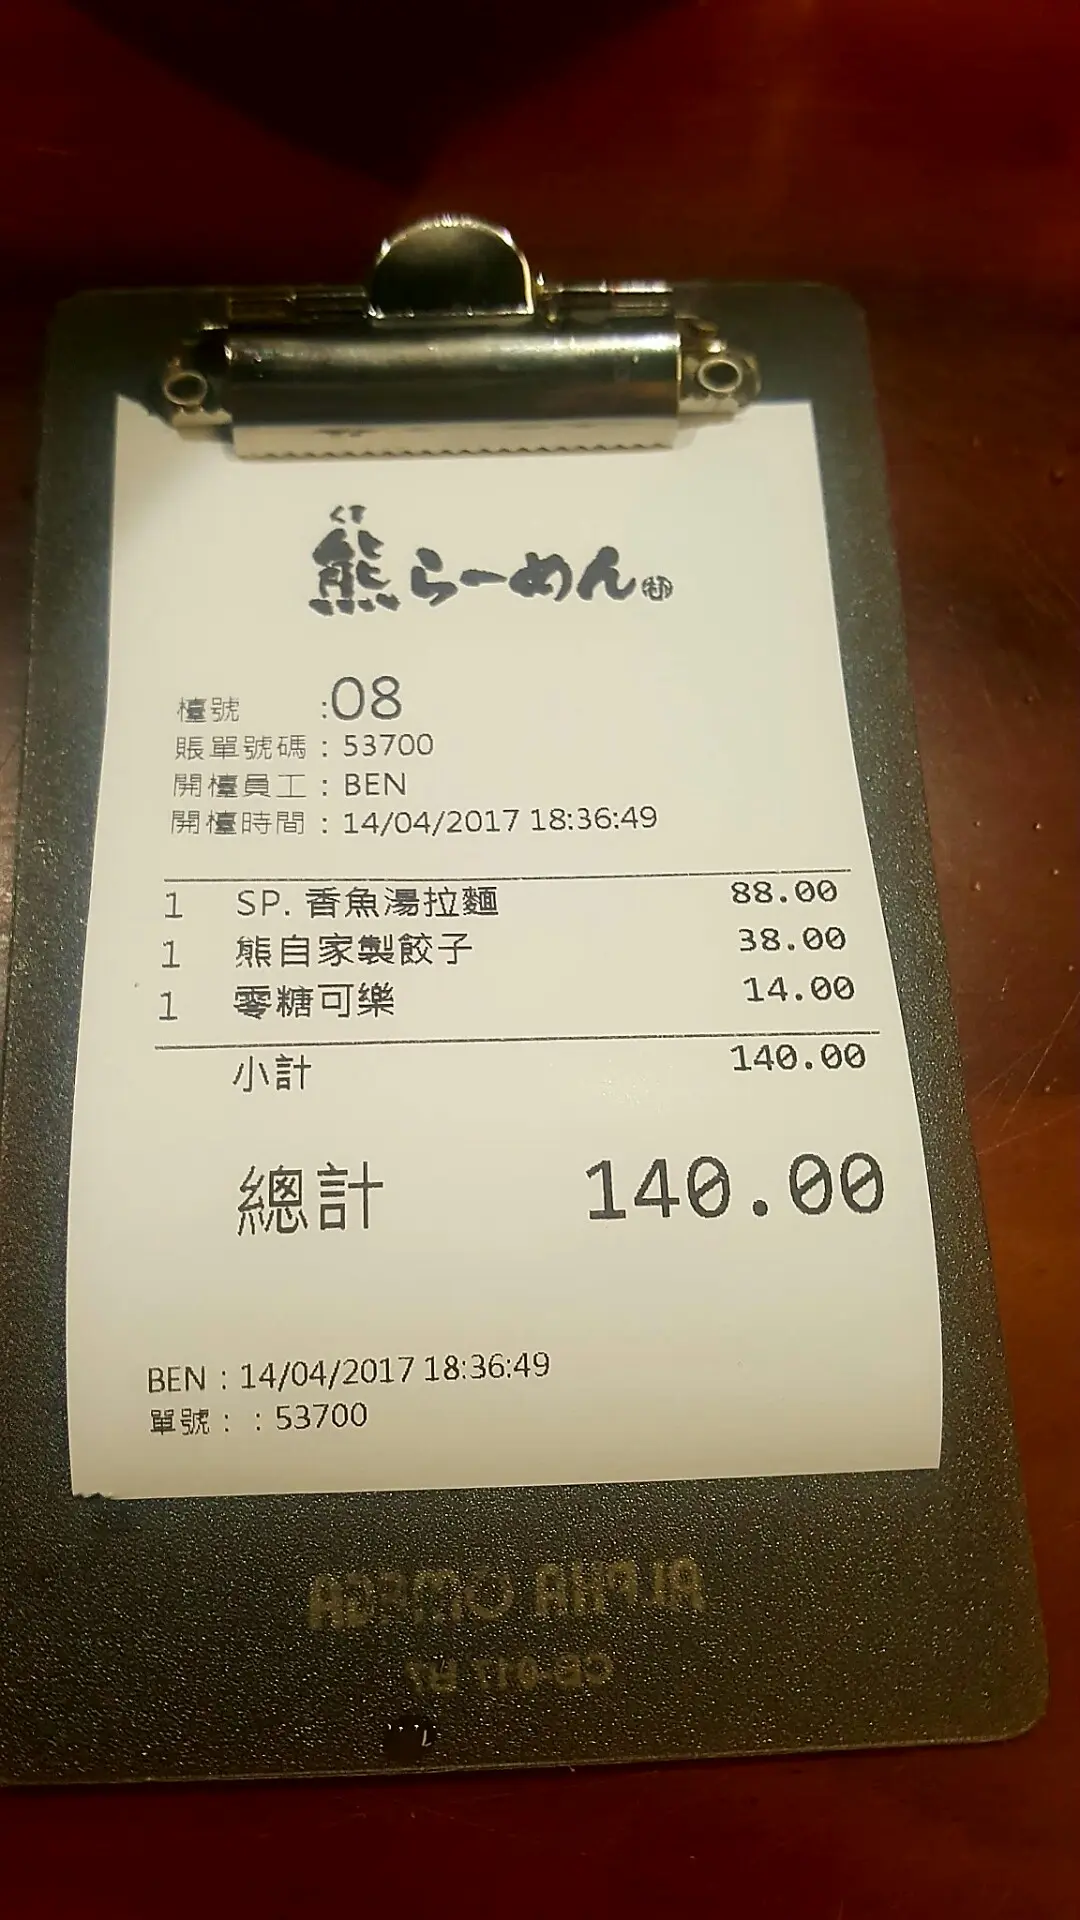 くま
熊らーめん
檯號 :08
賬單號碼 : 53700
開檯員工 : BEN
開檯時間 : 14/04/2017 18:36:49
1 SP. 香魚湯拉麵 88.00
1 熊自家製餃子 38.00
1 零糖可樂 14.00
小計 140.00
總計 140.00
BEN : 14/04/2017 18:36:49
單號 : : 53700
ALPHA OMEGA